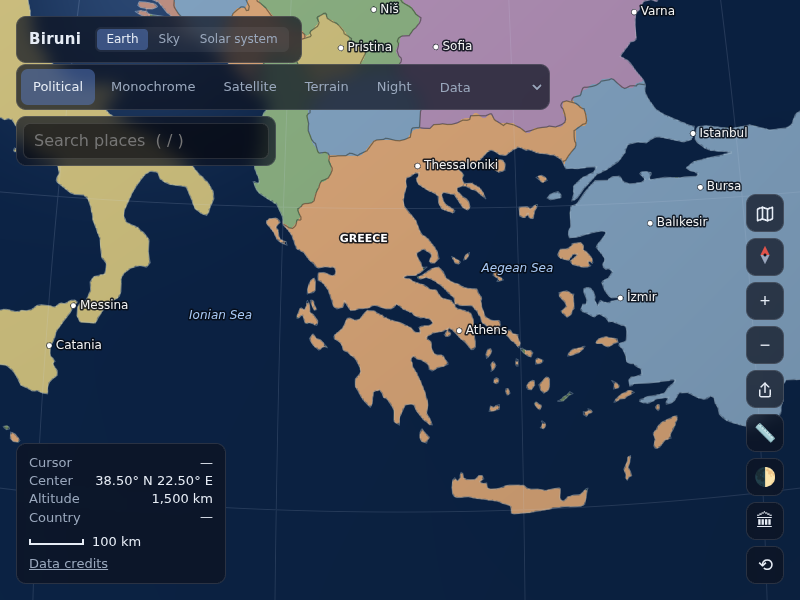 Biruni
Earth
Sky
Solar system
Political
Monochrome
Satellite
Terrain
Night
Data
Search places ( / )
Niš
Varna
Pristina
Sofia
Istanbul
Thessaloniki
Bursa
Balıkesir
GREECE
Aegean Sea
İzmir
Messina
Ionian Sea
Athens
Catania
Cursor —
Center 38.50° N 22.50° E
Altitude 1,500 km
Country —
100 km
Data credits